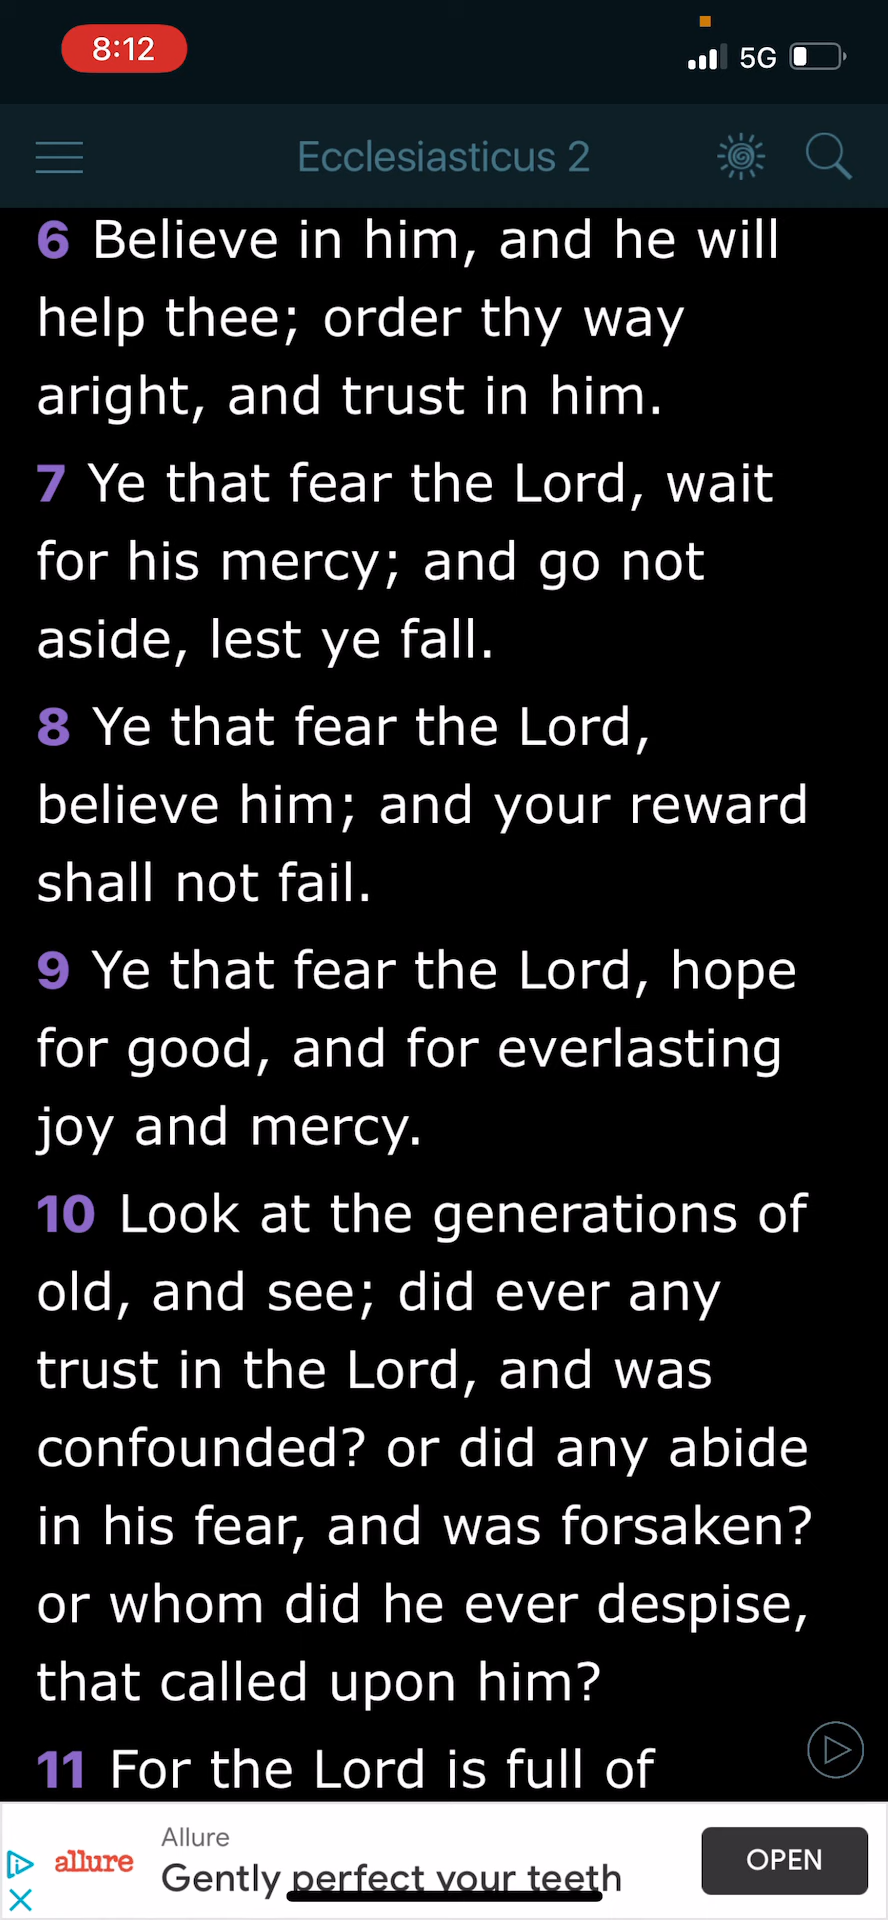 8:12
5G
Ecclesiasticus 2
6 Believe in him, and he will
help thee; order thy way
aright, and trust in him.
7 Ye that fear the Lord, wait
for his mercy; and go not
aside, lest ye fall.
8 Ye that fear the Lord,
believe him; and your reward
shall not fail.
9 Ye that fear the Lord, hope
for good, and for everlasting
joy and mercy.
10 Look at the generations of
old, and see; did ever any
trust in the Lord, and was
confounded? or did any abide
in his fear, and was forsaken?
or whom did he ever despise,
that called upon him?
11 For the Lord is full of
Allure
allure
Gently perfect your teeth
OPEN